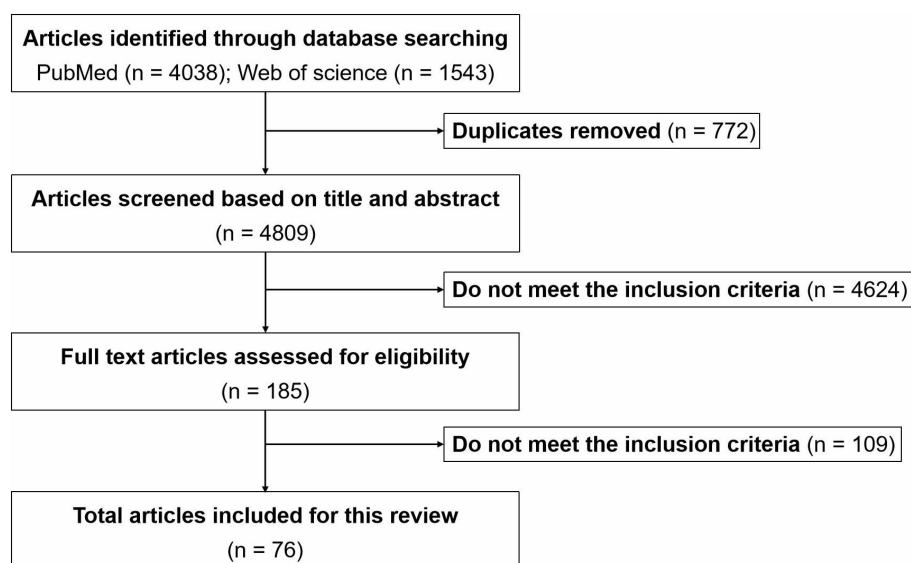 Articles identified through database searching
PubMed (n = 4038); Web of science (n = 1543)
Duplicates removed (n = 772)
Articles screened based on title and abstract
(n = 4809)
Do not meet the inclusion criteria (n = 4624)
Full text articles assessed for eligibility
(n = 185)
Do not meet the inclusion criteria (n = 109)
Total articles included for this review
(n = 76)